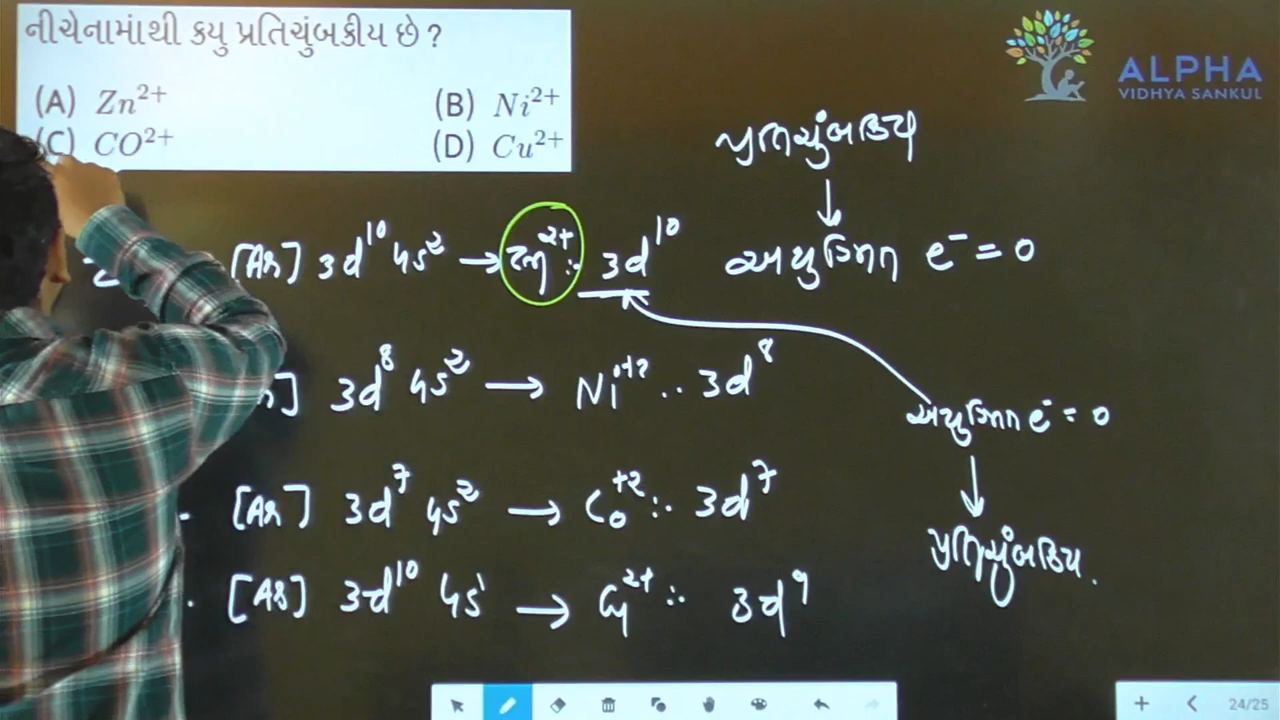 નીચેનામાંથી કયુ પ્રતિચુંબકીય છે ?
(A) Zn²⁺ (B) Ni²⁺
(C) CO²⁺ (D) Cu²⁺
ALPHA
VIDHYA SANKUL
પ્રતિચુંબકિય
↓
[Ar] 3d¹⁰ 4s² → Zn²⁺ : 3d¹⁰
અયુગ્મિત e⁻ = 0
3d⁸ 4s² → Ni⁺² : 3d⁸
અયુગ્મિત e⁻ = 0
↓
[Ar] 3d⁷ 4s² → Co⁺² : 3d⁷
પ્રતિચુંબકિય.
[Ar] 3d¹⁰ 4s¹ → Cu²⁺ : 3d⁹
24/25